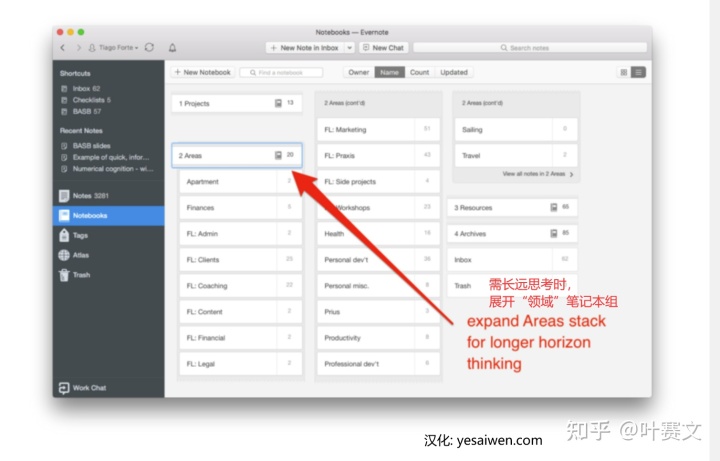 Notebooks — Evernote
Tiago Forte
+ New Note in Inbox
New Chat
Search notes
Shortcuts
Inbox 62
Checklists 5
BASB 57
Recent Notes
BASB slides
Example of quick, infor...
Numerical cognition - wi...
Notes 3281
Notebooks
Tags
Atlas
Trash
Work Chat
+ New Notebook
Find a notebook
Owner
Name
Count
Updated
1 Projects 13
2 Areas 20
Apartment 2
Finances 5
FL: Admin 2
FL: Clients 25
FL: Coaching 22
FL: Content 2
FL: Financial 2
FL: Legal 2
2 Areas (cont'd)
FL: Marketing 51
FL: Praxis 43
FL: Side projects 4
Workshops 23
Health 16
Personal dev't
Personal misc.
Prius 3
Productivity
Professional dev't 6
2 Areas (cont'd)
Sailing
Travel 2
View all notes in 2 Areas
3 Resources 65
4 Archives 85
Inbox 62
Trash
需长远思考时，
展开“领域”笔记本组
expand Areas stack
for longer horizon
thinking
汉化: yesaiwen.com
知乎 @叶赛文